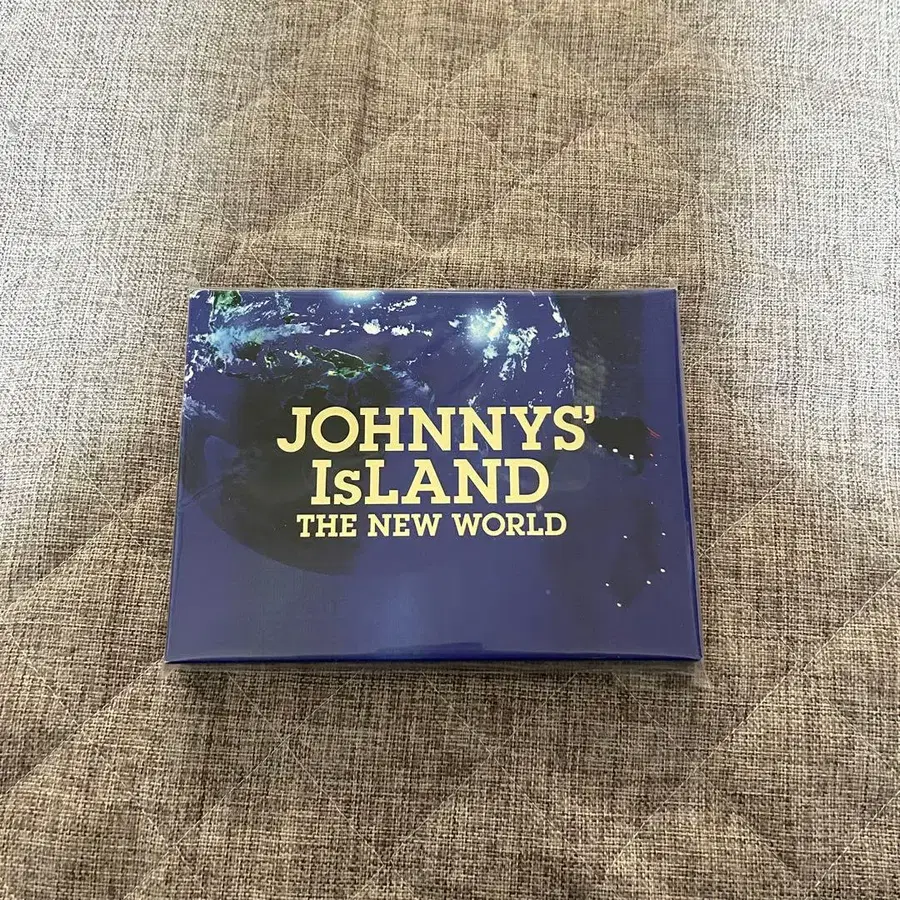 JOHNNYS'
IsLAND
THE NEW WORLD